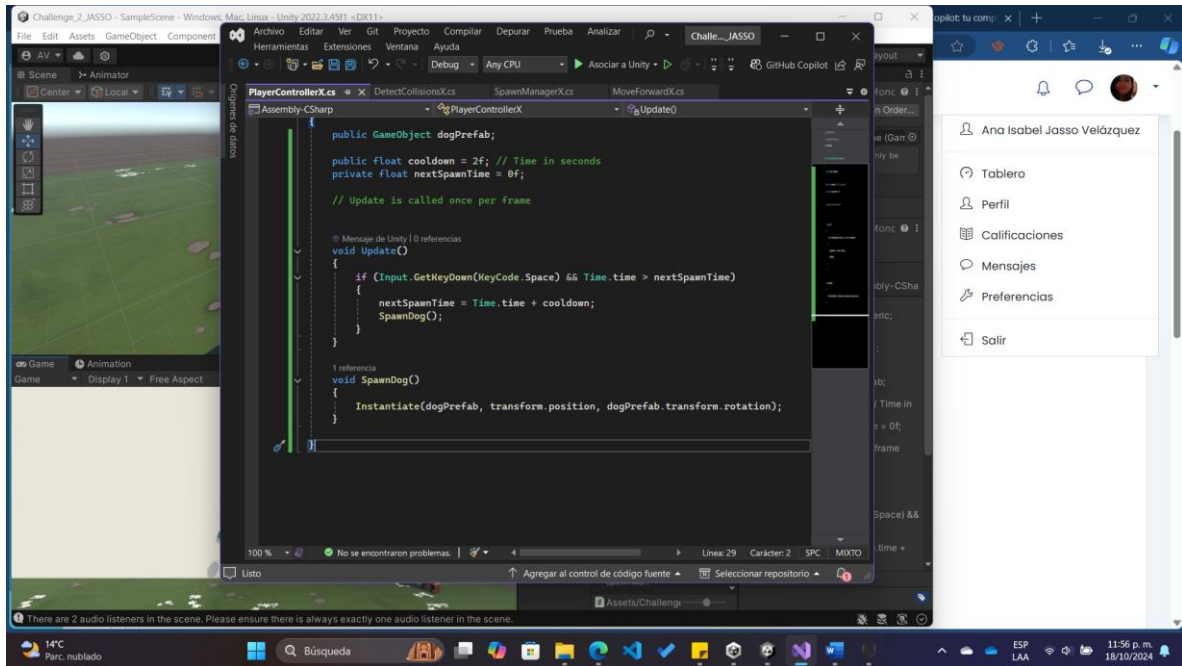 Challenge_2_JASSO - SampleScene - Windows, Mac, Linux - Unity 2022.3.45f1 <DX11>
File Edit Assets GameObject Component
AV
Scene Animator
Center Local
Game Animation
Game Display 1 Free Aspect
There are 2 audio listeners in the scene. Please ensure there is always exactly one audio listener in the scene.
Archivo Editar Ver Git Proyecto Compilar Depurar Prueba Analizar
Challe..._JASSO
Herramientas Extensiones Ventana Ayuda
Debug Any CPU Asociar a Unity GitHub Copilot
Orígenes de datos
PlayerControllerX.cs DetectCollisionsX.cs SpawnManagerX.cs MoveForwardX.cs
Assembly-CSharp PlayerControllerX Update()
{
public GameObject dogPrefab;
public float cooldown = 2f; // Time in seconds
private float nextSpawnTime = 0f;
// Update is called once per frame
Mensaje de Unity | 0 referencias
void Update()
{
if (Input.GetKeyDown(KeyCode.Space) && Time.time > nextSpawnTime)
{
nextSpawnTime = Time.time + cooldown;
SpawnDog();
}
}
1 referencia
void SpawnDog()
{
Instantiate(dogPrefab, transform.position, dogPrefab.transform.rotation);
}
}
100 % No se encontraron problemas. Línea: 29 Carácter: 2 SPC MIXTO
Listo Agregar al control de código fuente Seleccionar repositorio
Assets/Challenge
opilot: tu comp
Ana Isabel Jasso Velázquez
Tablero
Perfil
Calificaciones
Mensajes
Preferencias
Salir
14°C
Parc. nublado
Búsqueda
ESP
LAA
11:56 p. m.
18/10/2024